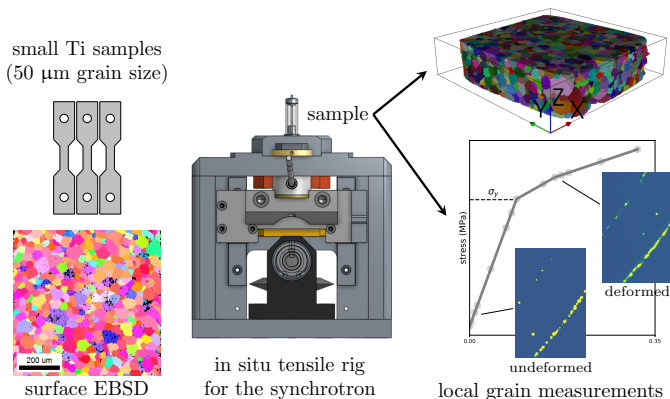 small Ti samples
(50 µm grain size)
200 um
surface EBSD
sample
in situ tensile rig
for the synchrotron
Z
Y
X
σy
stress (MPa)
deformed
undeformed
0.00
0.35
local grain measurements